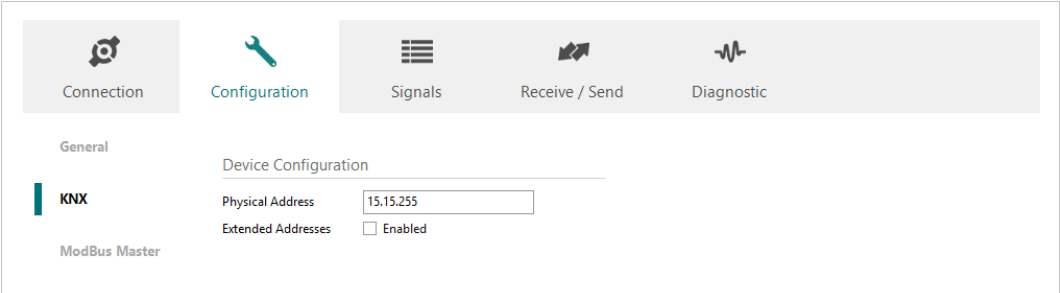 Connection Configuration Signals Receive / Send Diagnostic
General
Device Configuration
KNX
Physical Address 15.15.255
Extended Addresses Enabled
ModBus Master